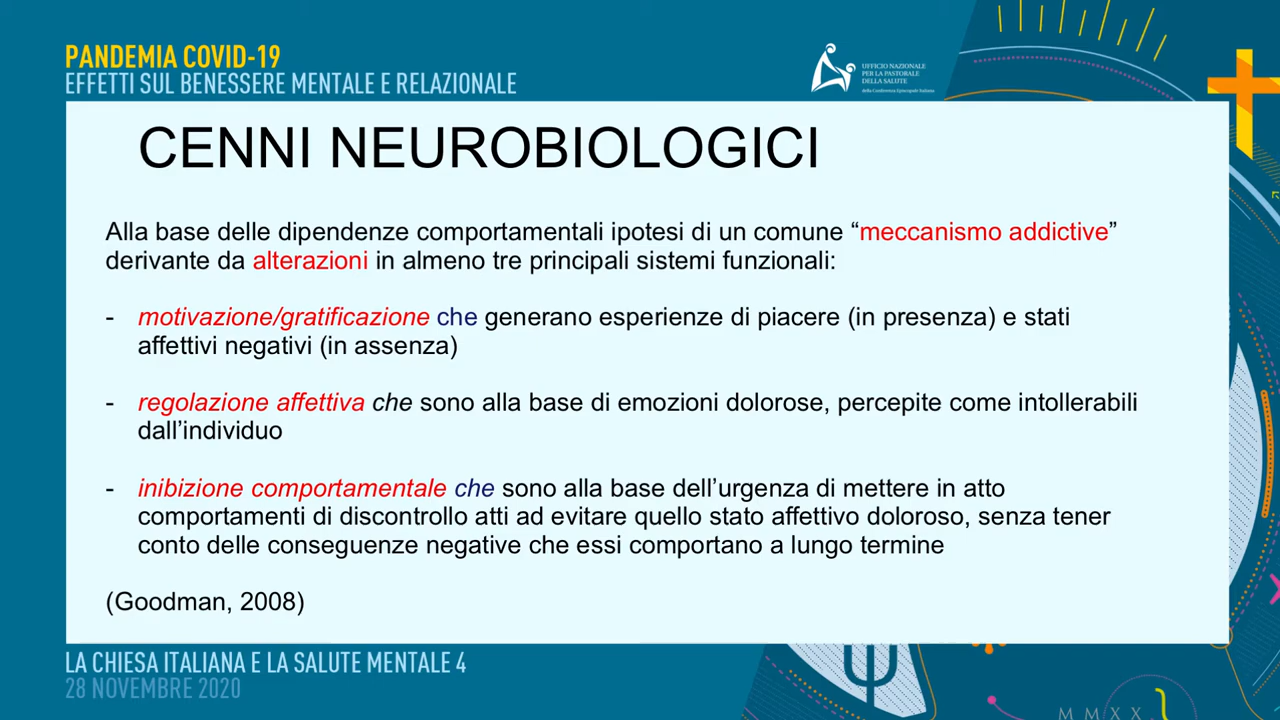 PANDEMIA COVID-19
EFFETTI SUL BENESSERE MENTALE E RELAZIONALE
UFFICIO NAZIONALE
PER LA PASTORALE
DELLA SALUTE
della Conferenza Episcopale Italiana
CENNI NEUROBIOLOGICI
Alla base delle dipendenze comportamentali ipotesi di un comune “meccanismo addictive”
derivante da alterazioni in almeno tre principali sistemi funzionali:
- motivazione/gratificazione che generano esperienze di piacere (in presenza) e stati
affettivi negativi (in assenza)
- regolazione affettiva che sono alla base di emozioni dolorose, percepite come intollerabili
dall’individuo
- inibizione comportamentale che sono alla base dell’urgenza di mettere in atto
comportamenti di discontrollo atti ad evitare quello stato affettivo doloroso, senza tener
conto delle conseguenze negative che essi comportano a lungo termine
(Goodman, 2008)
LA CHIESA ITALIANA E LA SALUTE MENTALE 4
28 NOVEMBRE 2020
ψ
MMXX